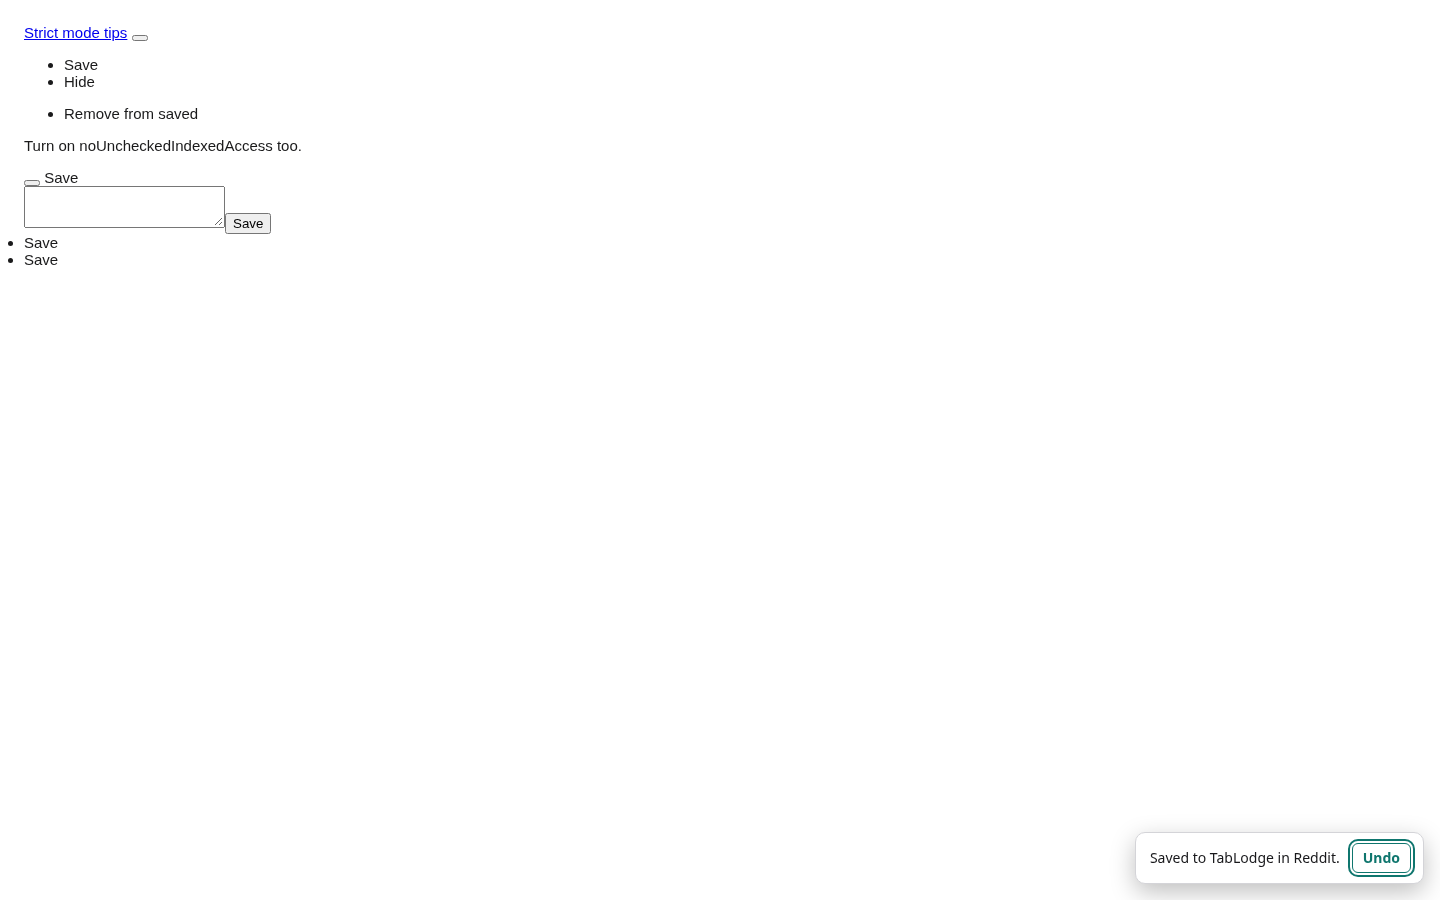 Strict mode tips
Save
Hide
Remove from saved
Turn on noUncheckedIndexedAccess too.
Save
Save
Save
Save
Saved to TabLodge in Reddit. Undo